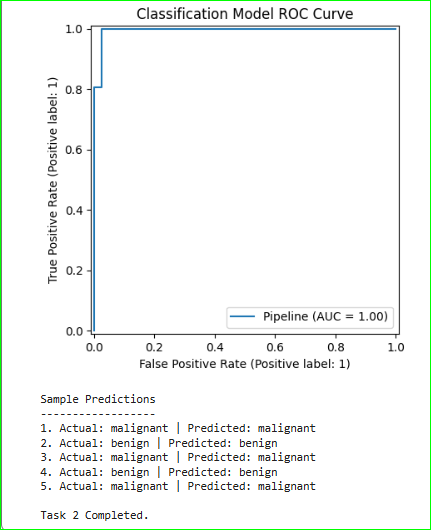 Classification Model ROC Curve
1.0
0.8
0.6
0.4
0.2
0.0
True Positive Rate (Positive label: 1)
Pipeline (AUC = 1.00)
0.0 0.2 0.4 0.6 0.8 1.0
False Positive Rate (Positive label: 1)
Sample Predictions
------------------
1. Actual: malignant | Predicted: malignant
2. Actual: benign | Predicted: benign
3. Actual: malignant | Predicted: malignant
4. Actual: benign | Predicted: benign
5. Actual: malignant | Predicted: malignant
Task 2 Completed.